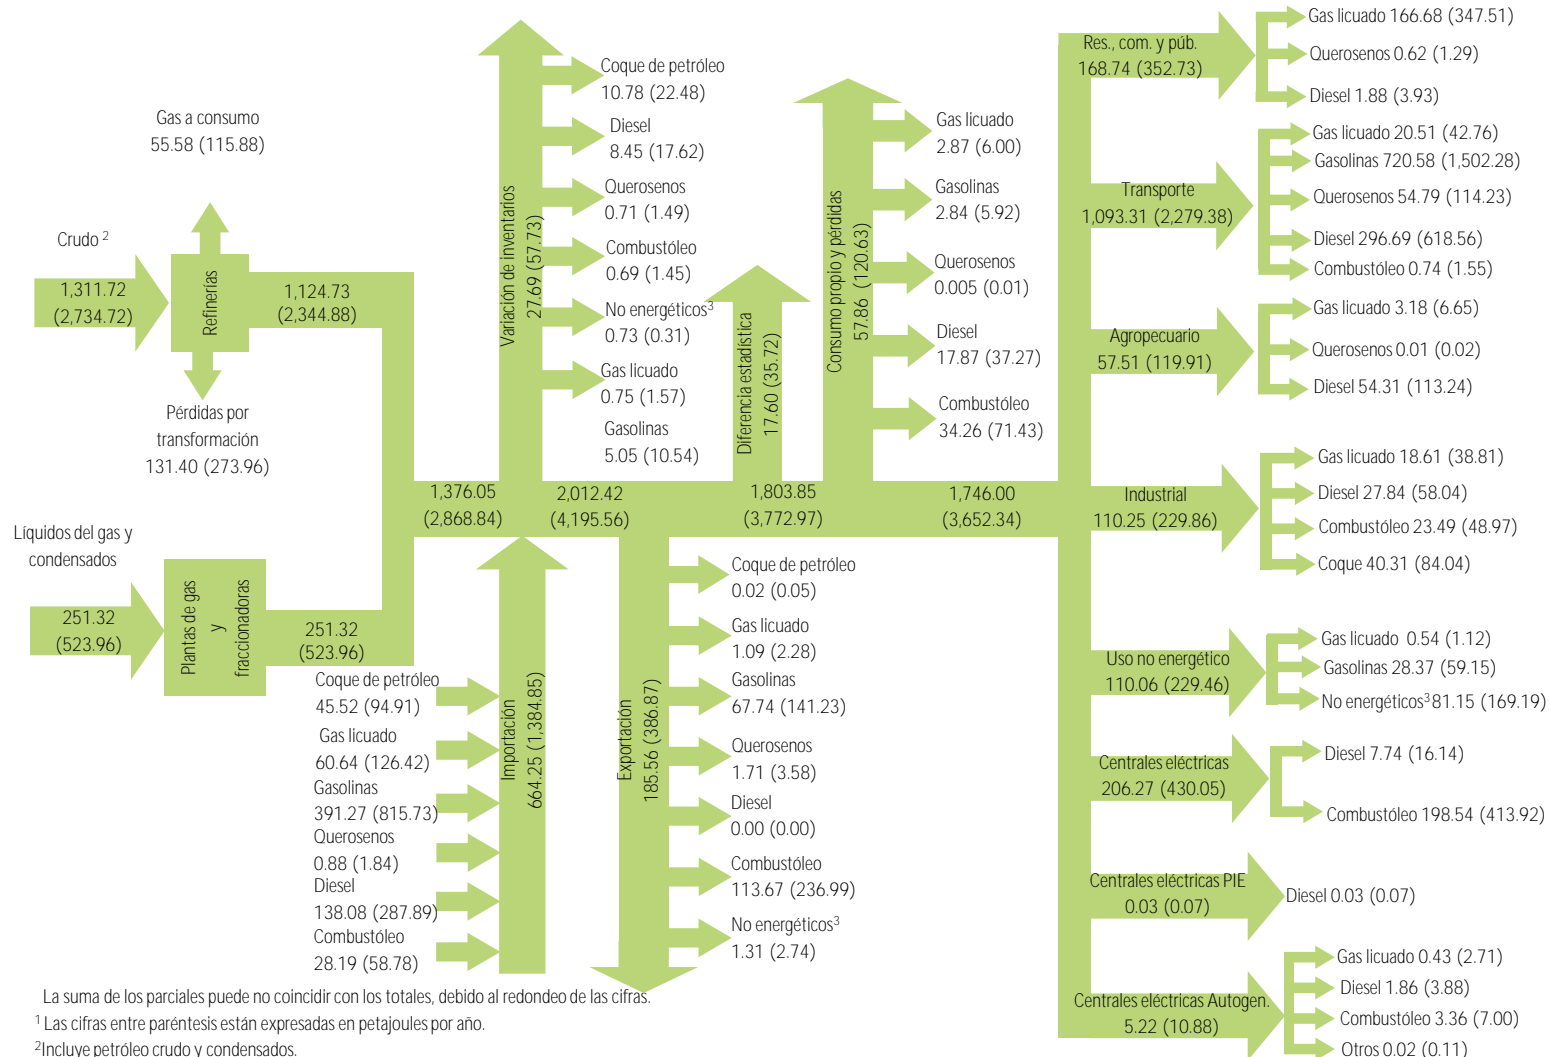 Gas a consumo
55.58 (115.88)
Crudo 2
1,311.72
(2,734.72)
Refinerías
1,124.73
(2,344.88)
Pérdidas por
transformación
131.40 (273.96)
Líquidos del gas y
condensados
251.32
(523.96)
Plantas de gas
y
fraccionadoras
251.32
(523.96)
1,376.05
(2,868.84)
Variación de inventarios
27.69 (57.73)
Coque de petróleo
10.78 (22.48)
Diesel
8.45 (17.62)
Querosenos
0.71 (1.49)
Combustóleo
0.69 (1.45)
No energéticos3
0.73 (0.31)
Gas licuado
0.75 (1.57)
Gasolinas
5.05 (10.54)
Importación
664.25 (1,384.85)
Coque de petróleo
45.52 (94.91)
Gas licuado
60.64 (126.42)
Gasolinas
391.27 (815.73)
Querosenos
0.88 (1.84)
Diesel
138.08 (287.89)
Combustóleo
28.19 (58.78)
2,012.42
(4,195.56)
Exportación
185.56 (386.87)
Coque de petróleo
0.02 (0.05)
Gas licuado
1.09 (2.28)
Gasolinas
67.74 (141.23)
Querosenos
1.71 (3.58)
Diesel
0.00 (0.00)
Combustóleo
113.67 (236.99)
No energéticos3
1.31 (2.74)
Diferencia estadística
17.60 (35.72)
1,803.85
(3,772.97)
Consumo propio y pérdidas
57.86 (120.63)
Gas licuado
2.87 (6.00)
Gasolinas
2.84 (5.92)
Querosenos
0.005 (0.01)
Diesel
17.87 (37.27)
Combustóleo
34.26 (71.43)
1,746.00
(3,652.34)
Res., com. y púb.
168.74 (352.73)
Gas licuado 166.68 (347.51)
Querosenos 0.62 (1.29)
Diesel 1.88 (3.93)
Transporte
1,093.31 (2,279.38)
Gas licuado 20.51 (42.76)
Gasolinas 720.58 (1,502.28)
Querosenos 54.79 (114.23)
Diesel 296.69 (618.56)
Combustóleo 0.74 (1.55)
Agropecuario
57.51 (119.91)
Gas licuado 3.18 (6.65)
Querosenos 0.01 (0.02)
Diesel 54.31 (113.24)
Industrial
110.25 (229.86)
Gas licuado 18.61 (38.81)
Diesel 27.84 (58.04)
Combustóleo 23.49 (48.97)
Coque 40.31 (84.04)
Uso no energético
110.06 (229.46)
Gas licuado 0.54 (1.12)
Gasolinas 28.37 (59.15)
No energéticos3 81.15 (169.19)
Centrales eléctricas
206.27 (430.05)
Diesel 7.74 (16.14)
Combustóleo 198.54 (413.92)
Centrales eléctricas PIE
0.03 (0.07)
Diesel 0.03 (0.07)
Centrales eléctricas Autogen.
5.22 (10.88)
Gas licuado 0.43 (2.71)
Diesel 1.86 (3.88)
Combustóleo 3.36 (7.00)
Otros 0.02 (0.11)
La suma de los parciales puede no coincidir con los totales, debido al redondeo de las cifras.
1 Las cifras entre paréntesis están expresadas en petajoules por año.
2 Incluye petróleo crudo y condensados.